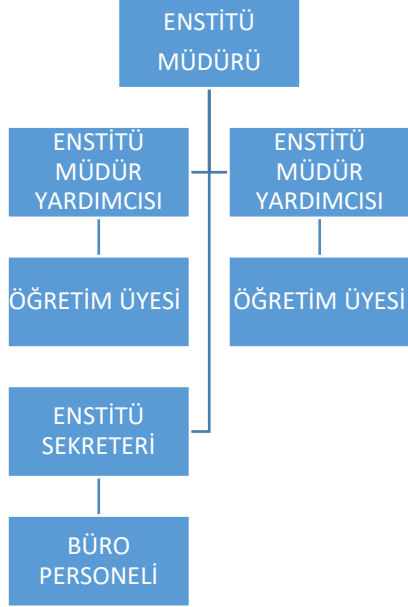 ENSTİTÜ
MÜDÜRÜ
ENSTİTÜ
MÜDÜR
YARDIMCISI
ENSTİTÜ
MÜDÜR
YARDIMCISI
ÖĞRETİM ÜYESİ
ÖĞRETİM ÜYESİ
ENSTİTÜ
SEKRETERİ
BÜRO
PERSONELİ